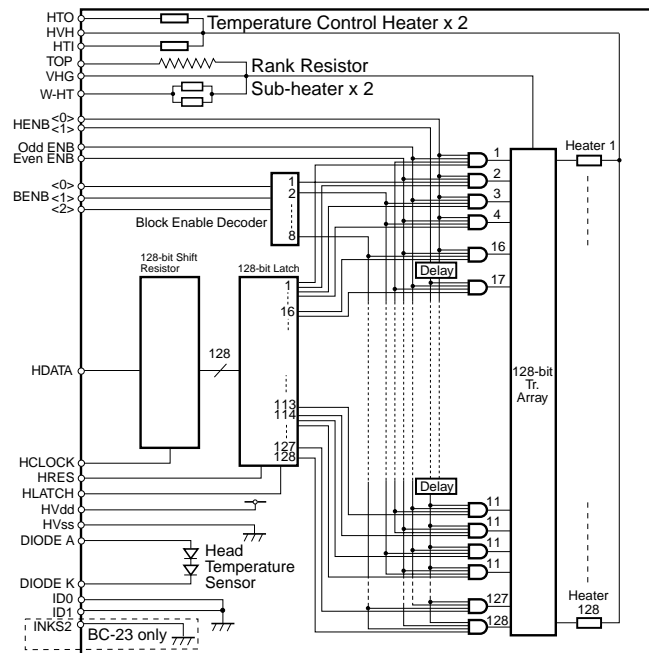 HTO
HVH
HTI
Temperature Control Heater x 2
TOP
VHG
W-HT
Rank Resistor
Sub-heater x 2
HENB <0>
<1>
Odd ENB
Even ENB
BENB <0>
<1>
<2>
1
2
8
Block Enable Decoder
128-bit Shift
Resistor
128-bit Latch
1
16
113
114
127
128
128
HDATA
HCLOCK
HRES
HLATCH
HVdd
HVss
DIODE A
DIODE K
Head
Temperature
Sensor
ID0
ID1
INKS2
BC-23 only
Delay
Delay
1
2
3
4
16
17
11
11
11
11
127
128
128-bit
Tr.
Array
Heater 1
Heater
128